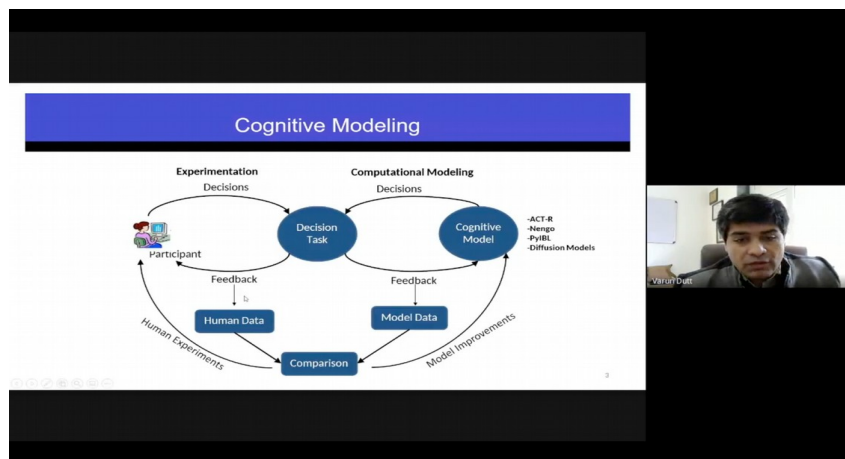 Cognitive Modeling
Experimentation
Computational Modeling
Decisions
Decisions
Decision
Task
Cognitive
Model
-ACT-R
-Nengo
-PyIBL
-Diffusion Models
Participant
Feedback
Feedback
Human Data
Model Data
Human Experiments
Model Improvements
Comparison
3
Varun Dutt